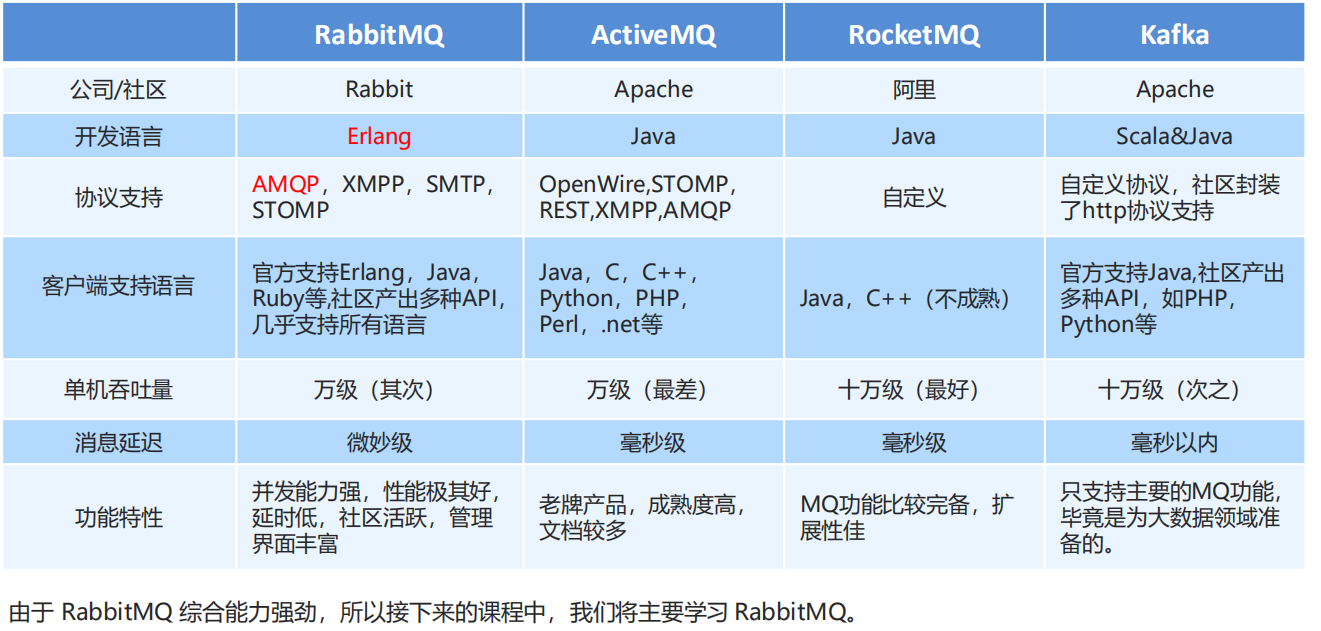 RabbitMQ ActiveMQ RocketMQ Kafka
公司/社区 Rabbit Apache 阿里 Apache
开发语言 Erlang Java Java Scala&Java
协议支持
AMQP，XMPP，SMTP，
STOMP
OpenWire,STOMP，
REST,XMPP,AMQP
自定义
自定义协议，社区封装
了http协议支持
客户端支持语言
官方支持Erlang，Java，
Ruby等,社区产出多种API，
几乎支持所有语言
Java，C，C++，
Python，PHP，
Perl，.net等
Java，C++（不成熟）
官方支持Java,社区产出
多种API，如PHP，
Python等
单机吞吐量 万级（其次） 万级（最差） 十万级（最好） 十万级（次之）
消息延迟 微妙级 毫秒级 毫秒级 毫秒以内
功能特性
并发能力强，性能极其好，
延时低，社区活跃，管理
界面丰富
老牌产品，成熟度高，
文档较多
MQ功能比较完备，扩
展性佳
只支持主要的MQ功能，
毕竟是为大数据领域准
备的。
由于 RabbitMQ 综合能力强劲，所以接下来的课程中，我们将主要学习 RabbitMQ。